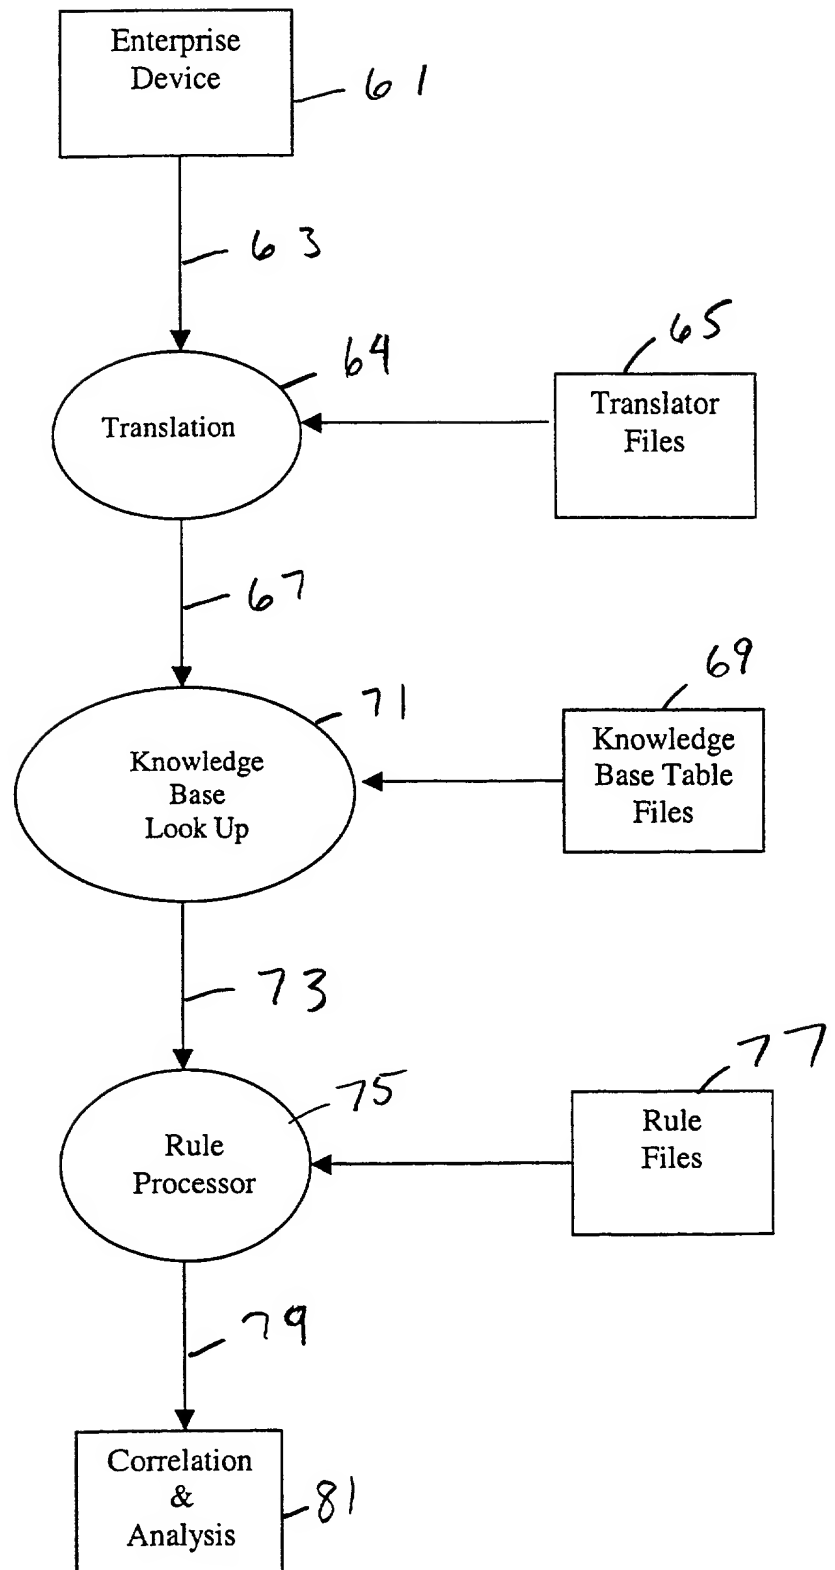 Enterprise
Device
61
63
64
65
Translation
Translator
Files
67
69
71
Knowledge
Base
Look Up
Knowledge
Base Table
Files
73
75
77
Rule
Processor
Rule
Files
79
Correlation
&
Analysis
81